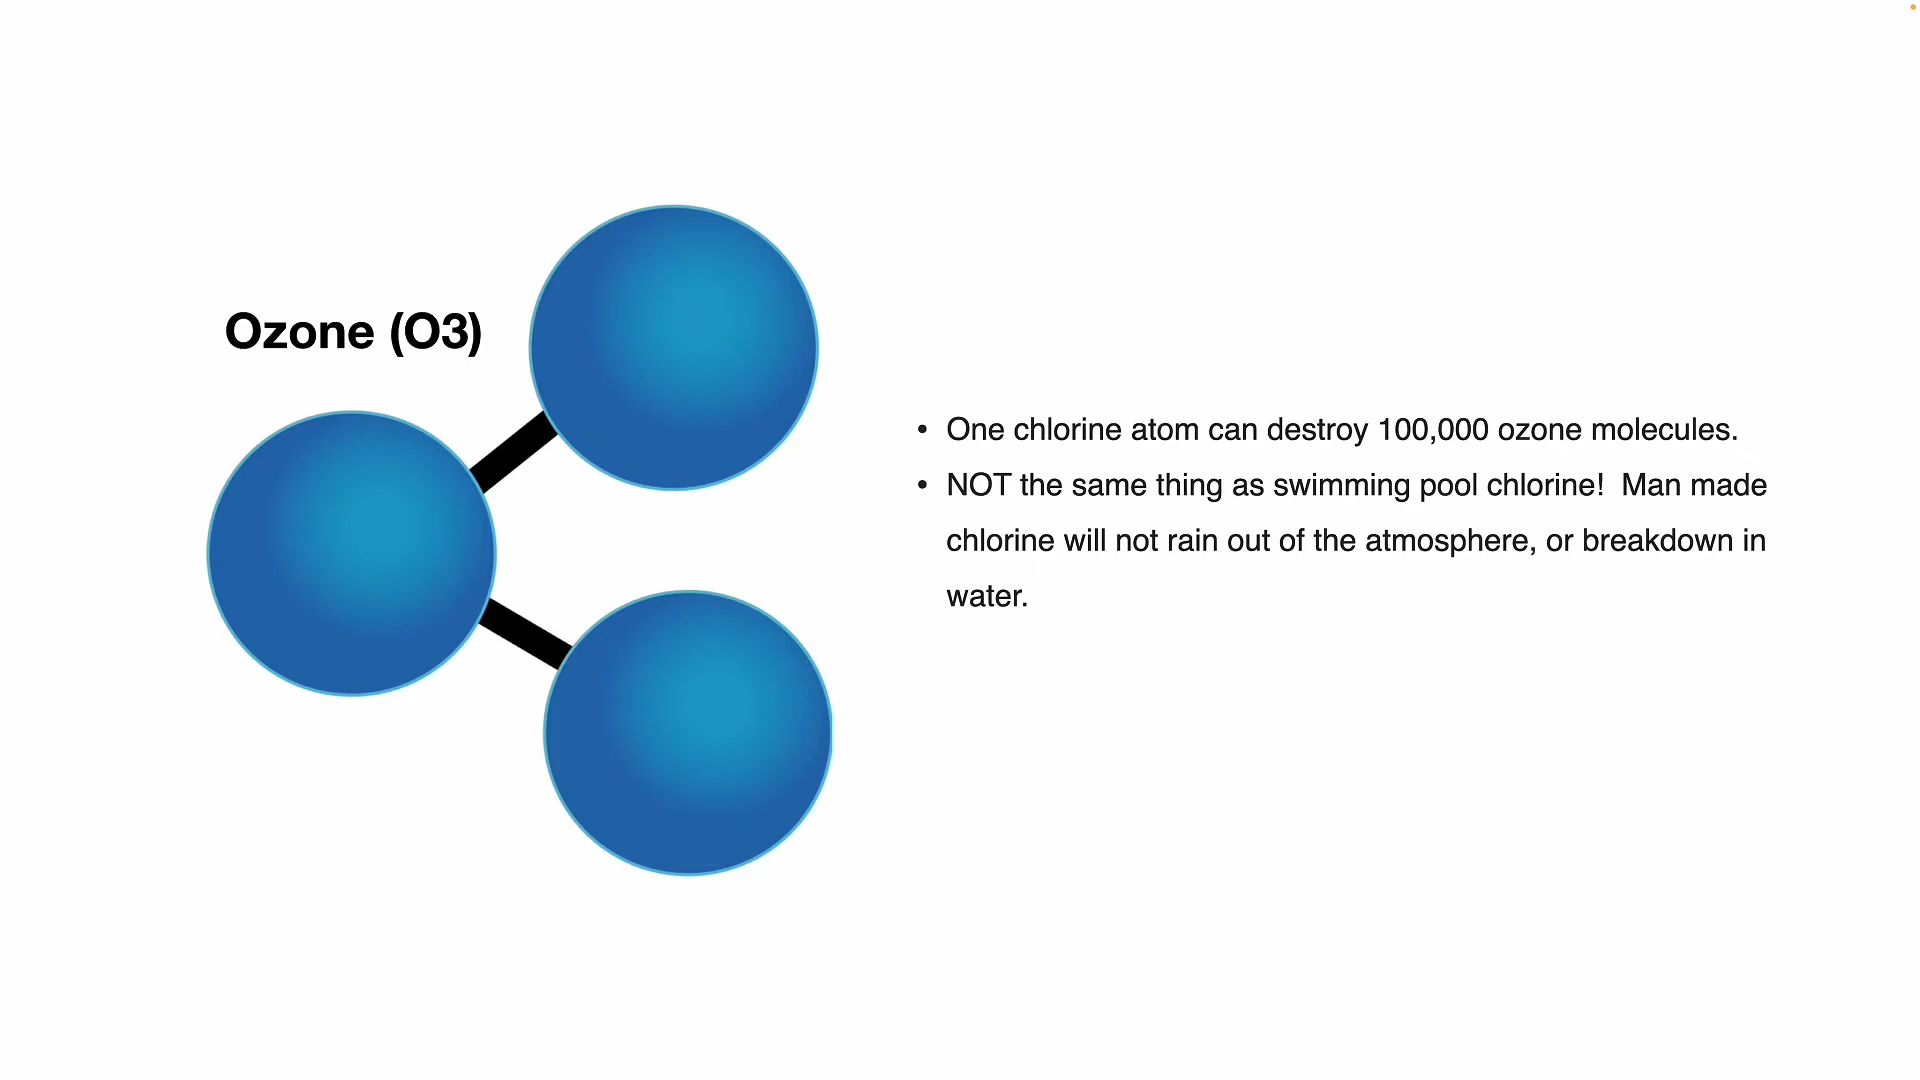 Ozone (O3)
• One chlorine atom can destroy 100,000 ozone molecules.
• NOT the same thing as swimming pool chlorine!  Man made
chlorine will not rain out of the atmosphere, or breakdown in
water.